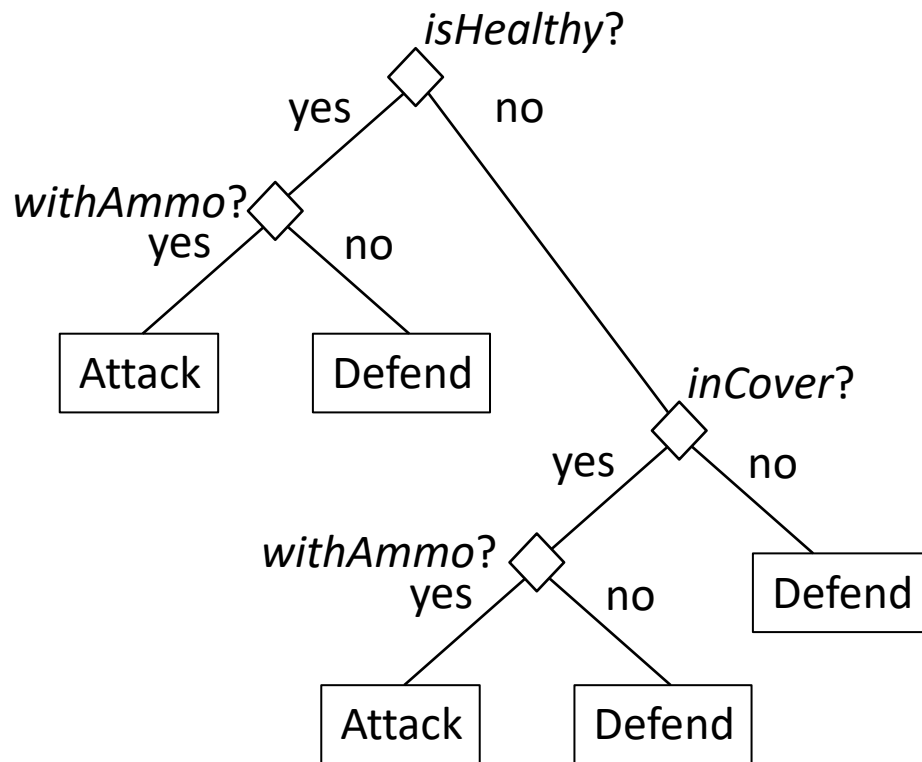 isHealthy?
yes no
withAmmo?
yes no
Attack Defend
inCover?
yes no
withAmmo?
yes no
Defend
Attack Defend